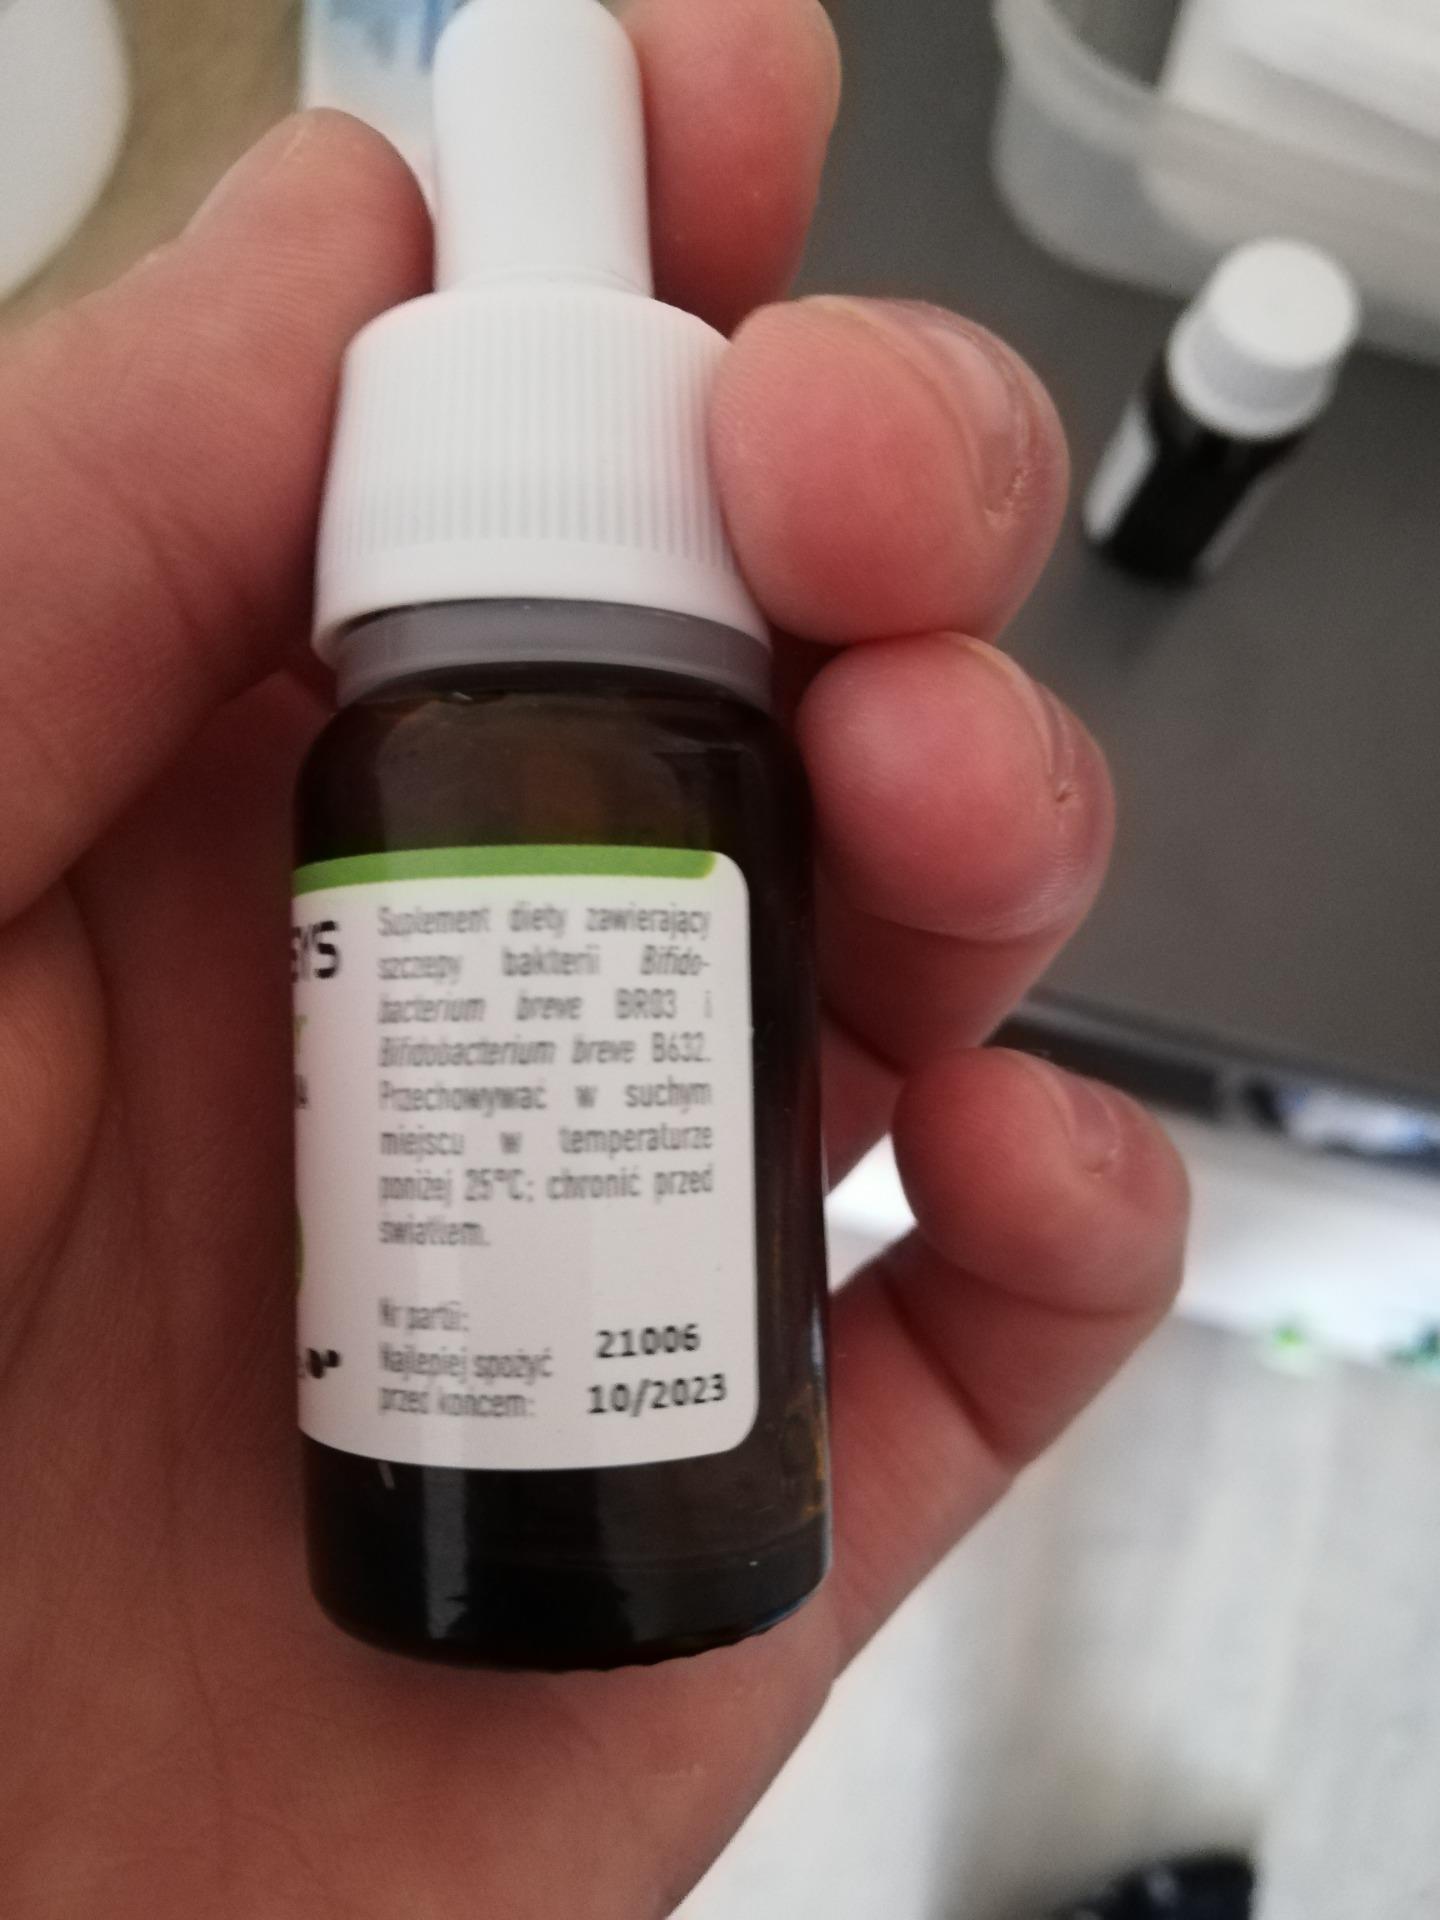 SYS
Suplement diety zawierający
szczepy bakterii Bifido-
bacterium breve BR03 i
Bifidobacterium breve B632.
Przechowywać w suchym
miejscu w temperaturze
poniżej 25°C; chronić przed
światłem.
Nr partii: 21006
Najlepiej spożyć
przed końcem: 10/2023